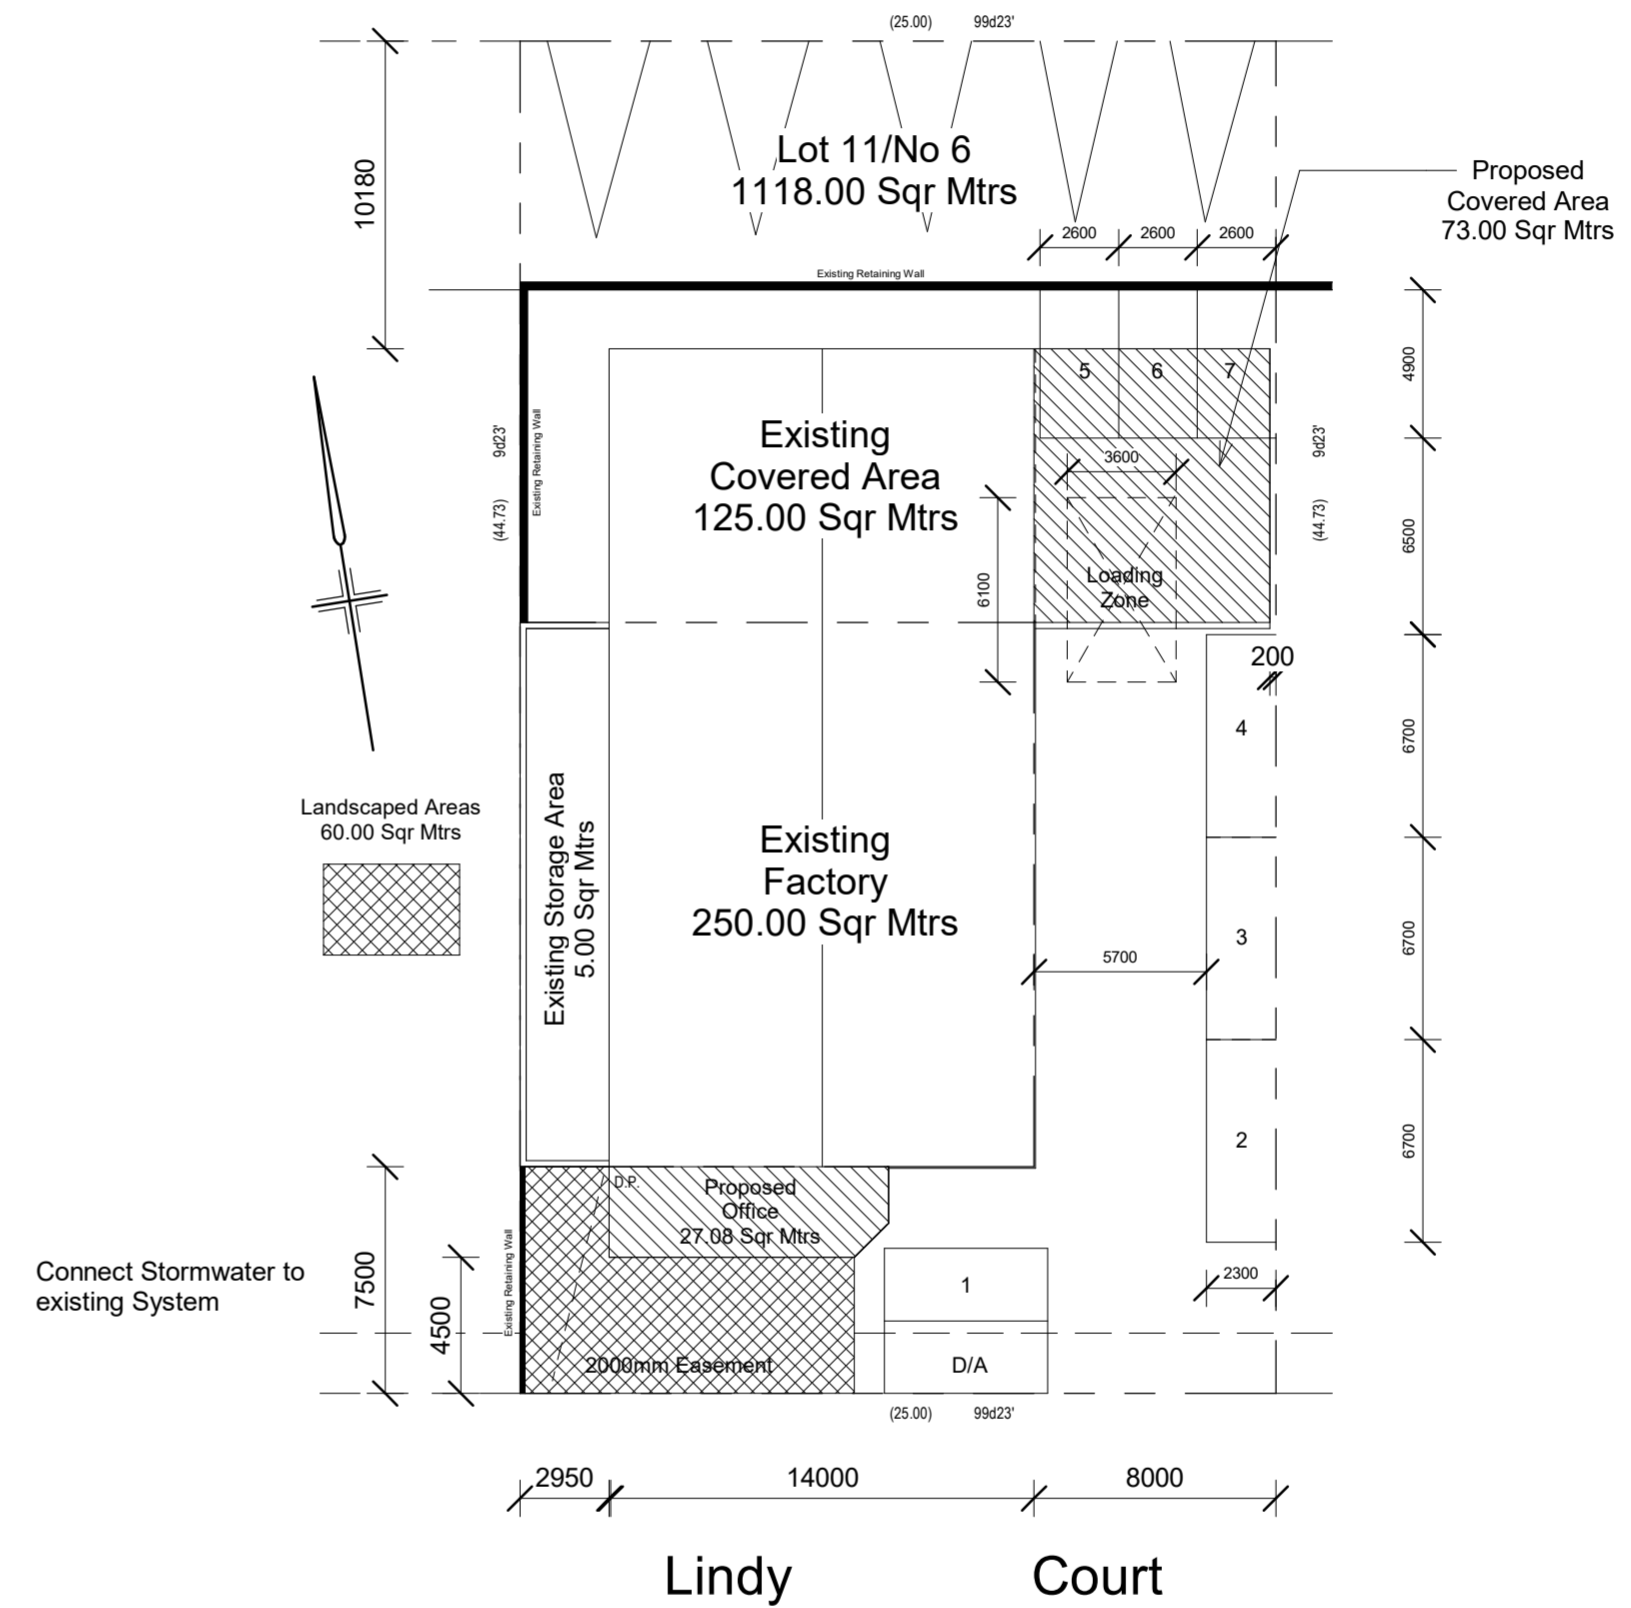 (25.00) 99d23'
10180
Lot 11/No 6
1118.00 Sqr Mtrs
Proposed
Covered Area
73.00 Sqr Mtrs
2600 2600 2600
Existing Retaining Wall
4900
5 6 7
Existing Retaining Wall
9d23'
(44.73)
Existing
Covered Area
125.00 Sqr Mtrs
3600
9d23'
(44.73)
6500
6100
Loading
Zone
200
4
6700
Landscaped Areas
60.00 Sqr Mtrs
Existing Storage Area
5.00 Sqr Mtrs
Existing
Factory
250.00 Sqr Mtrs
3
6700
5700
2
6700
D.P.
Proposed
Office
27.08 Sqr Mtrs
Connect Stormwater to
existing System
7500
4500
Existing Retaining Wall
1
2300
2000mm Easement
D/A
(25.00) 99d23'
2950 14000 8000
Lindy Court